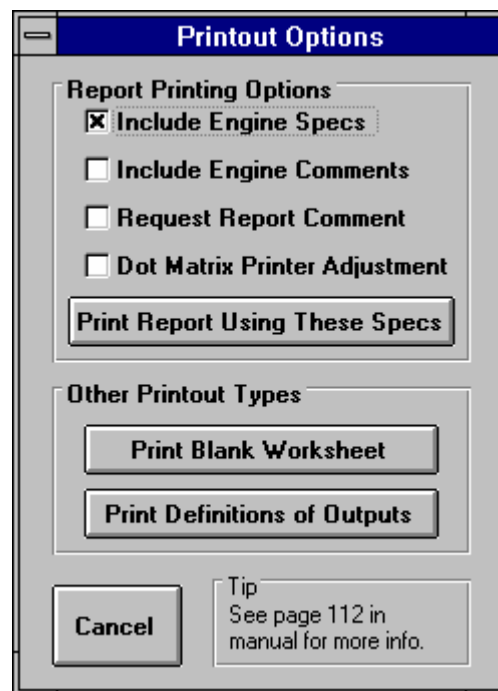 Printout Options
Report Printing Options
Include Engine Specs
Include Engine Comments
Request Report Comment
Dot Matrix Printer Adjustment
Print Report Using These Specs
Other Printout Types
Print Blank Worksheet
Print Definitions of Outputs
Cancel
Tip
See page 112 in
manual for more info.